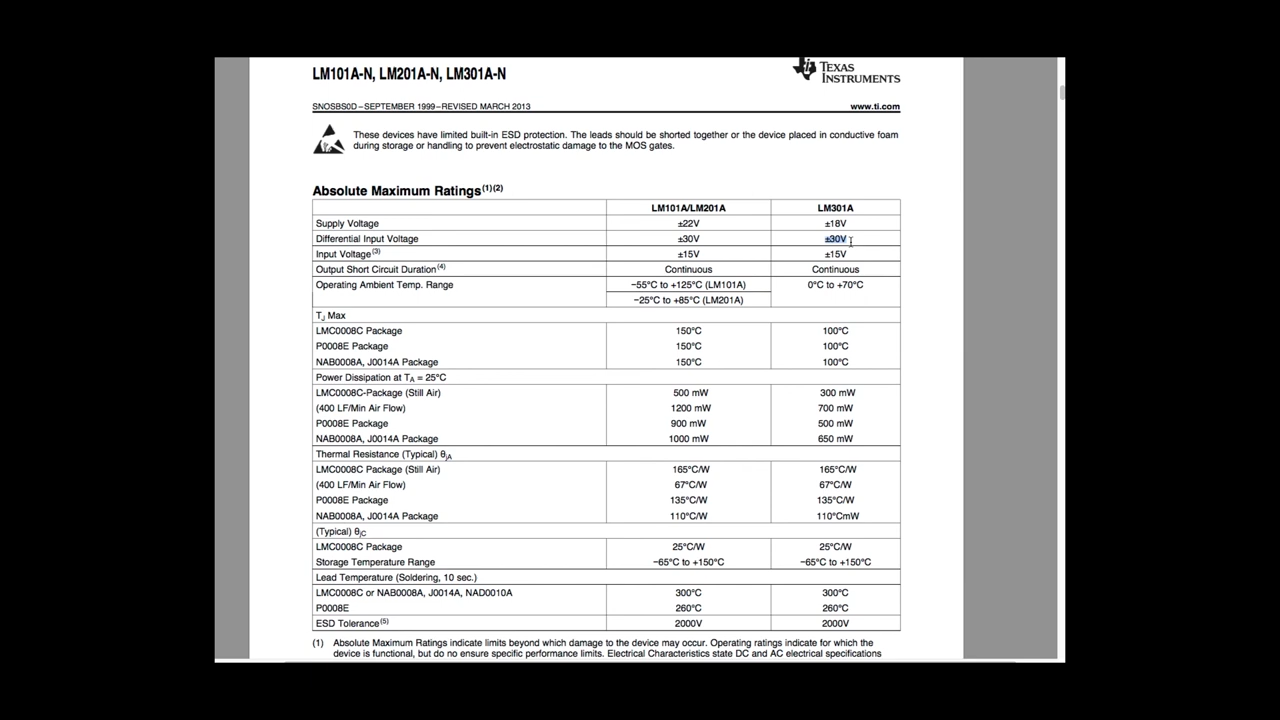 LM101A-N, LM201A-N, LM301A-N
TEXAS
INSTRUMENTS
SNOSBS0D – SEPTEMBER 1999 – REVISED MARCH 2013 www.ti.com
These devices have limited built-in ESD protection. The leads should be shorted together or the device placed in conductive foam
during storage or handling to prevent electrostatic damage to the MOS gates.
Absolute Maximum Ratings(1)(2)
LM101A/LM201A LM301A
Supply Voltage ±22V ±18V
Differential Input Voltage ±30V ±30V
Input Voltage(3) ±15V ±15V
Output Short Circuit Duration(4) Continuous Continuous
Operating Ambient Temp. Range −55°C to +125°C (LM101A) 0°C to +70°C
−25°C to +85°C (LM201A)
TJ Max
LMC0008C Package 150°C 100°C
P0008E Package 150°C 100°C
NAB0008A, J0014A Package 150°C 100°C
Power Dissipation at TA = 25°C
LMC0008C-Package (Still Air) 500 mW 300 mW
(400 LF/Min Air Flow) 1200 mW 700 mW
P0008E Package 900 mW 500 mW
NAB0008A, J0014A Package 1000 mW 650 mW
Thermal Resistance (Typical) θjA
LMC0008C Package (Still Air) 165°C/W 165°C/W
(400 LF/Min Air Flow) 67°C/W 67°C/W
P0008E Package 135°C/W 135°C/W
NAB0008A, J0014A Package 110°C/W 110°CmW
(Typical) θjC
LMC0008C Package 25°C/W 25°C/W
Storage Temperature Range −65°C to +150°C −65°C to +150°C
Lead Temperature (Soldering, 10 sec.)
LMC0008C or NAB0008A, J0014A, NAD0010A 300°C 300°C
P0008E 260°C 260°C
ESD Tolerance(5) 2000V 2000V
(1) Absolute Maximum Ratings indicate limits beyond which damage to the device may occur. Operating ratings indicate for which the
device is functional, but do no ensure specific performance limits. Electrical Characteristics state DC and AC electrical specifications